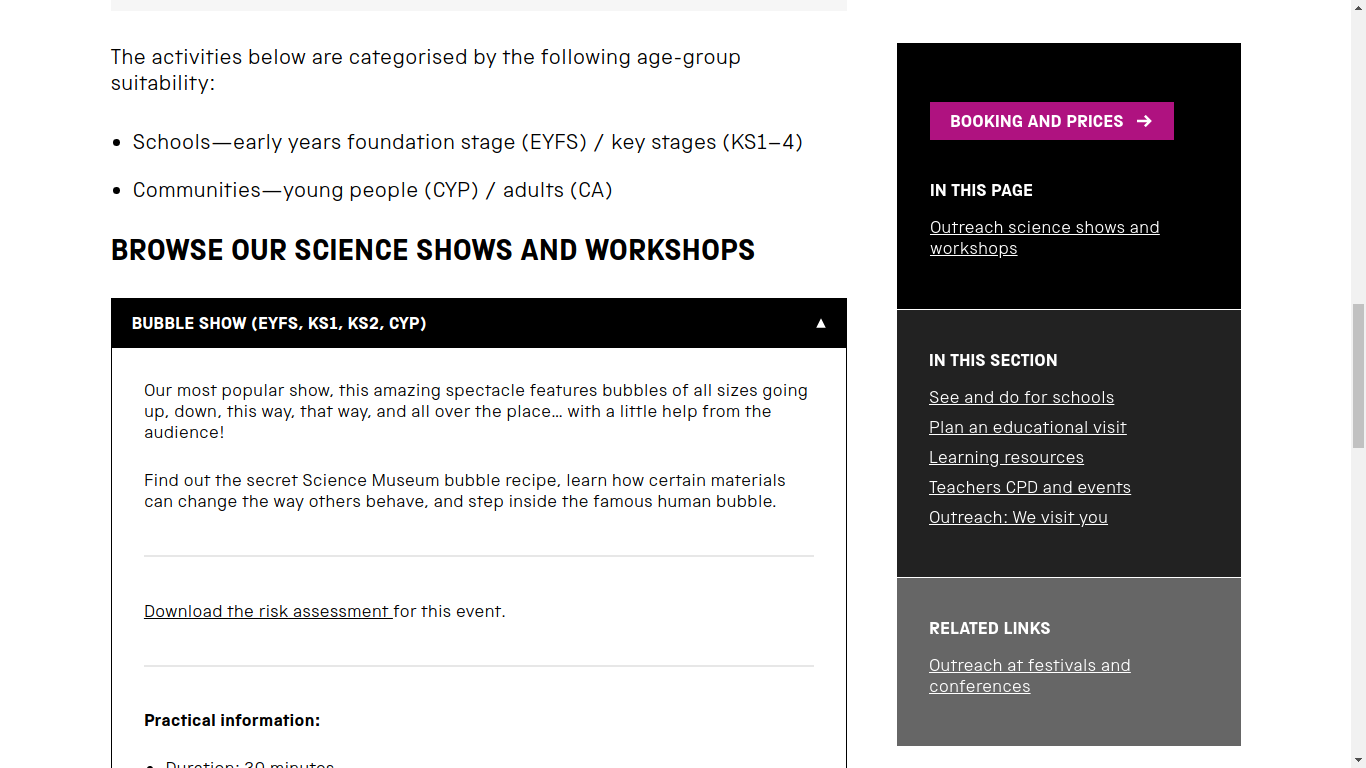 The activities below are categorised by the following age-group
suitability:
Schools—early years foundation stage (EYFS) / key stages (KS1–4)
Communities—young people (CYP) / adults (CA)
BROWSE OUR SCIENCE SHOWS AND WORKSHOPS
BUBBLE SHOW (EYFS, KS1, KS2, CYP)
Our most popular show, this amazing spectacle features bubbles of all sizes going
up, down, this way, that way, and all over the place… with a little help from the
audience!
Find out the secret Science Museum bubble recipe, learn how certain materials
can change the way others behave, and step inside the famous human bubble.
Download the risk assessment for this event.
Practical information:
Duration: 30 minutes
BOOKING AND PRICES
IN THIS PAGE
Outreach science shows and
workshops
IN THIS SECTION
See and do for schools
Plan an educational visit
Learning resources
Teachers CPD and events
Outreach: We visit you
RELATED LINKS
Outreach at festivals and
conferences